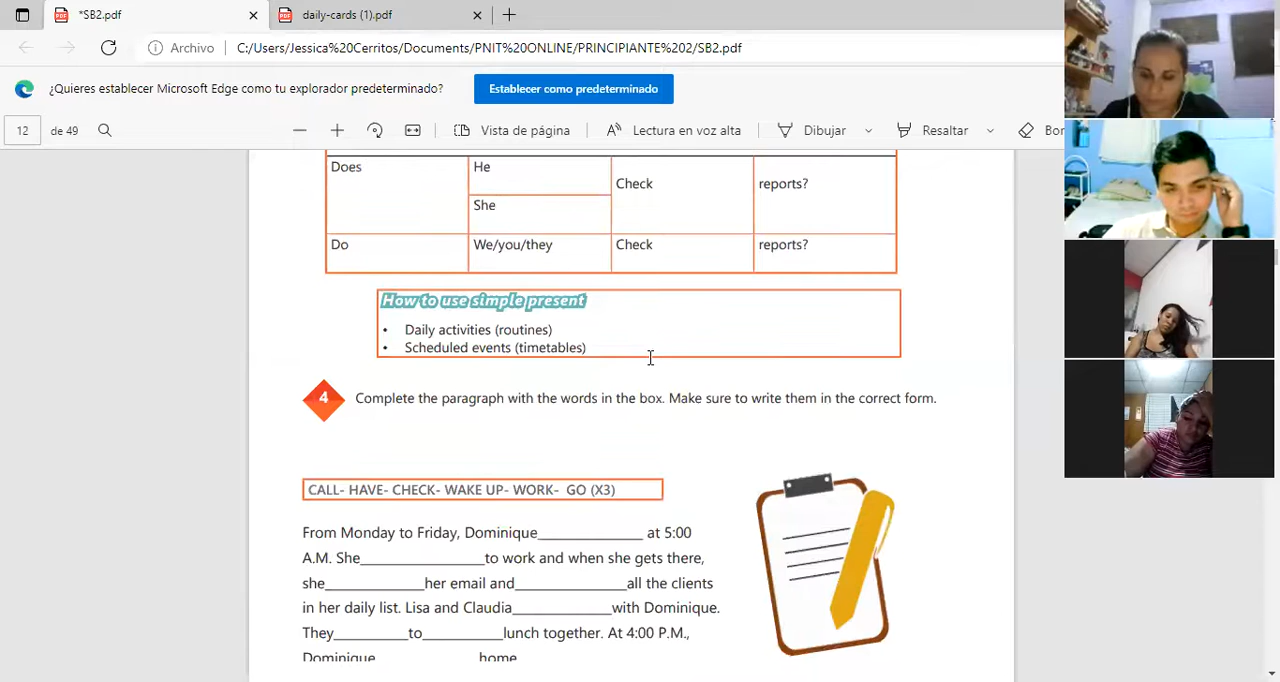 *SB2.pdf
daily-cards (1).pdf
Archivo
C:/Users/Jessica%20Cerritos/Documents/PNIT%20ONLINE/PRINCIPIANTE%202/SB2.pdf
¿Quieres establecer Microsoft Edge como tu explorador predeterminado?
Establecer como predeterminado
12 de 49
Vista de página
Lectura en voz alta
Dibujar
Resaltar
Does He Check reports?
She
Do We/you/they Check reports?
How to use simple present
• Daily activities (routines)
• Scheduled events (timetables)
4 Complete the paragraph with the words in the box. Make sure to write them in the correct form.
CALL- HAVE- CHECK- WAKE UP- WORK- GO (X3)
From Monday to Friday, Dominique_____________ at 5:00
A.M. She_______________to work and when she gets there,
she____________her email and______________all the clients
in her daily list. Lisa and Claudia____________with Dominique.
They_________to__________lunch together. At 4:00 P.M.,
Dominique_____________home